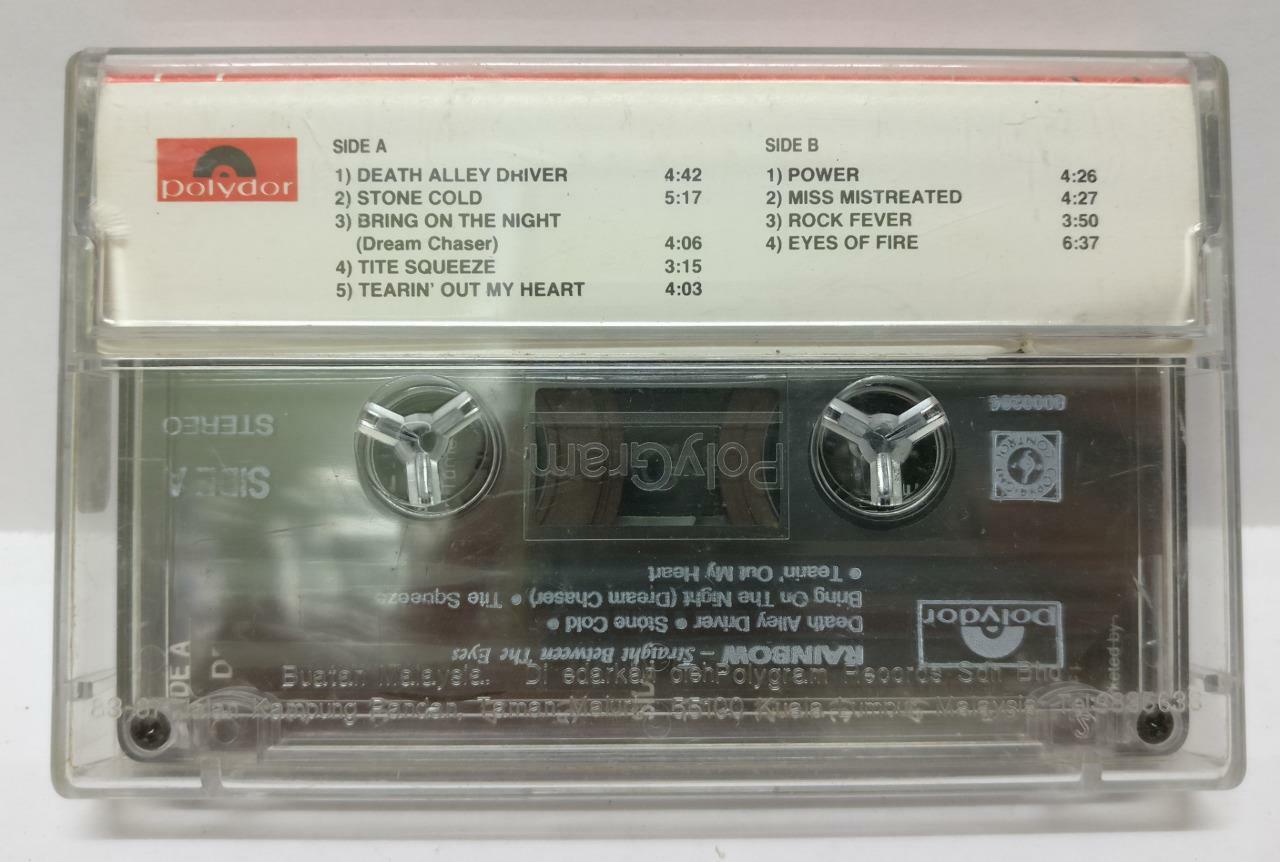 polydor
SIDE A
1) DEATH ALLEY DRIVER 4:42
2) STONE COLD 5:17
3) BRING ON THE NIGHT
(Dream Chaser) 4:06
4) TITE SQUEEZE 3:15
5) TEARIN' OUT MY HEART 4:03
SIDE B
1) POWER 4:26
2) MISS MISTREATED 4:27
3) ROCK FEVER 3:50
4) EYES OF FIRE 6:37
STEREO
SIDE A
PolyGram
COPYRIGHT CONTROL
polydor
RAINBOW – Straight Between The Eyes
Death Alley Driver • Stone Cold •
Bring On The Night (Dream Chaser) • Tite Squeeze
• Tearin' Out My Heart
Buatan Malaysia. Di edarkan oleh Polygram Records Sdn Bhd.
Jalan Kampung Pandan, Taman Maluri, 55100 Kuala Lumpur, Malaysia. Tel